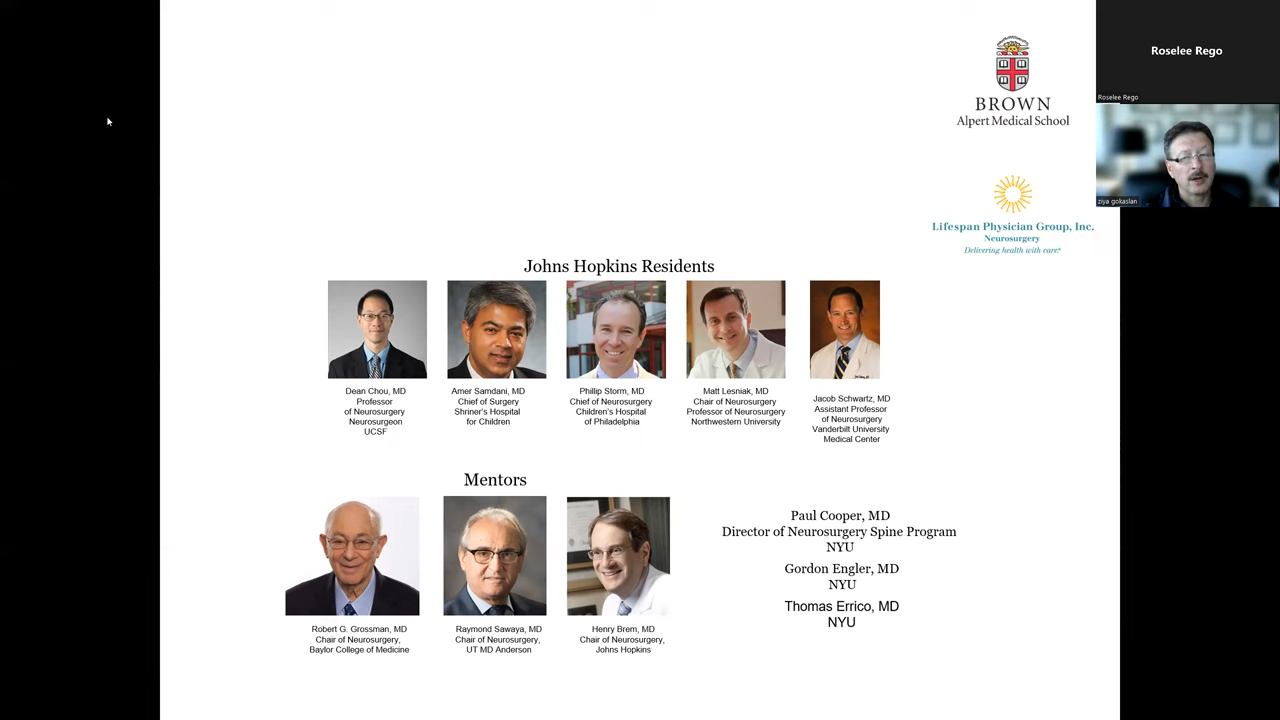 BROWN
Alpert Medical School
Roselee Rego
Roselee Rego
ziya gokaslan
Lifespan Physician Group, Inc.
Neurosurgery
Delivering health with care.®
Johns Hopkins Residents
Dean Chou, MD
Professor
of Neurosurgery
Neurosurgeon
UCSF
Amer Samdani, MD
Chief of Surgery
Shriner's Hospital
for Children
Phillip Storm, MD
Chief of Neurosurgery
Children's Hospital
of Philadelphia
Matt Lesniak, MD
Chair of Neurosurgery
Professor of Neurosurgery
Northwestern University
Jacob Schwartz, MD
Assistant Professor
of Neurosurgery
Vanderbilt University
Medical Center
Mentors
Robert G. Grossman, MD
Chair of Neurosurgery,
Baylor College of Medicine
Raymond Sawaya, MD
Chair of Neurosurgery,
UT MD Anderson
Henry Brem, MD
Chair of Neurosurgery,
Johns Hopkins
Paul Cooper, MD
Director of Neurosurgery Spine Program
NYU
Gordon Engler, MD
NYU
Thomas Errico, MD
NYU